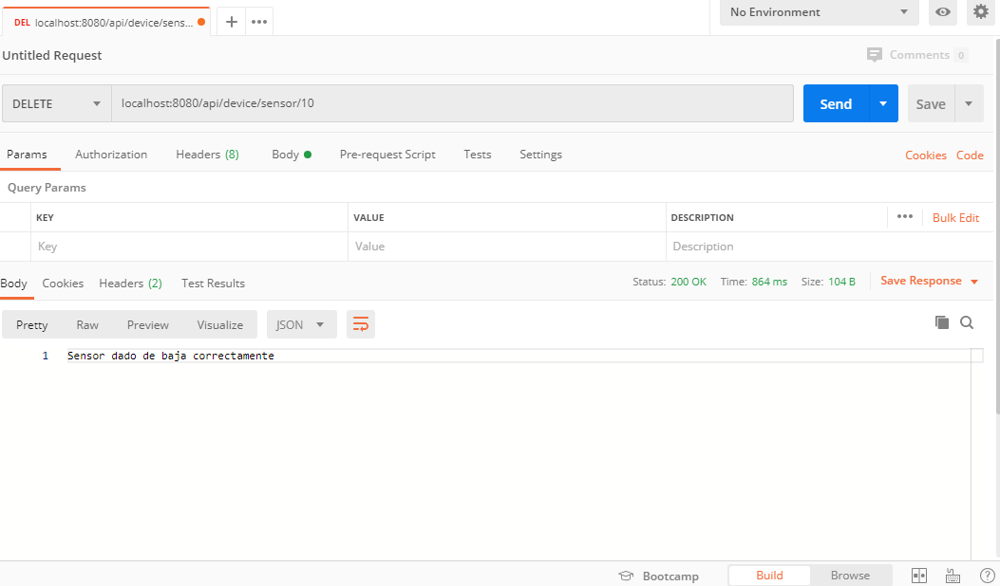 DEL localhost:8080/api/device/sens...
No Environment
Untitled Request
Comments 0
DELETE localhost:8080/api/device/sensor/10 Send Save
Params Authorization Headers (8) Body Pre-request Script Tests Settings Cookies Code
Query Params
KEY VALUE DESCRIPTION ••• Bulk Edit
Key Value Description
Body Cookies Headers (2) Test Results Status: 200 OK Time: 864 ms Size: 104 B Save Response
Pretty Raw Preview Visualize JSON
1 Sensor dado de baja correctamente
Bootcamp Build Browse